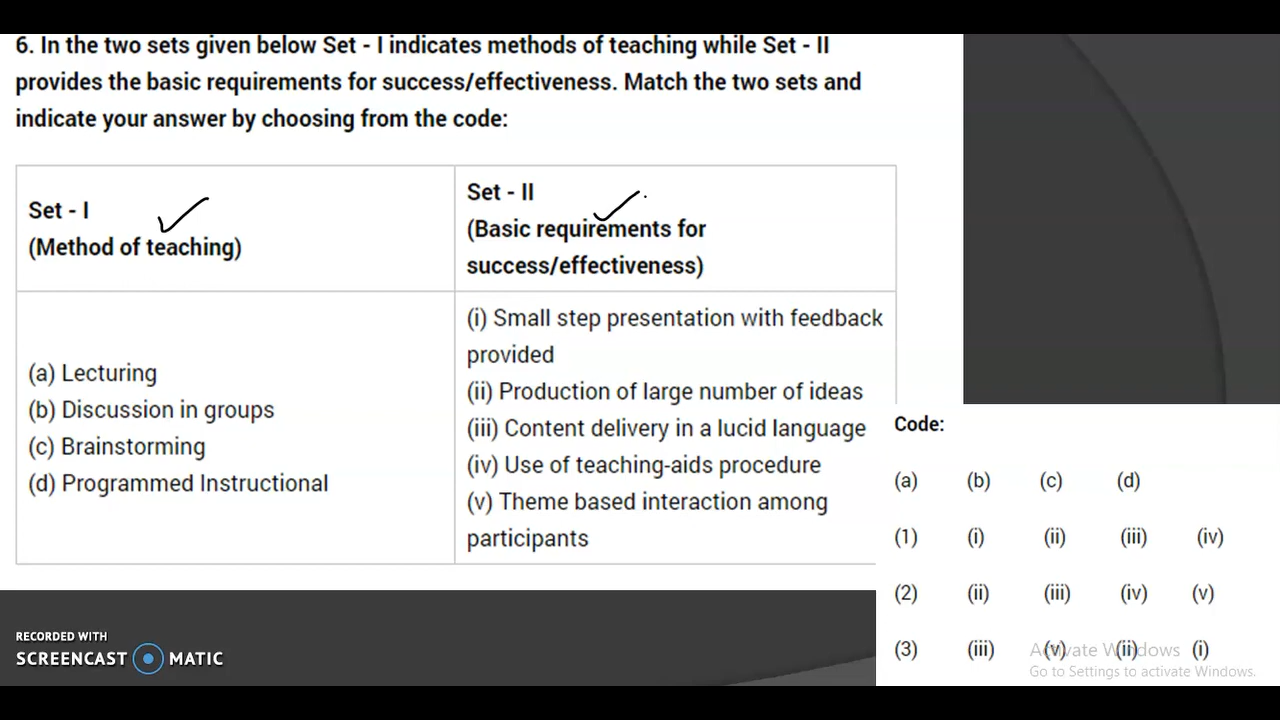 6. In the two sets given below Set - I indicates methods of teaching while Set - II
provides the basic requirements for success/effectiveness. Match the two sets and
indicate your answer by choosing from the code:
Set - I
(Method of teaching)
Set - II
(Basic requirements for
success/effectiveness)
(a) Lecturing
(b) Discussion in groups
(c) Brainstorming
(d) Programmed Instructional
(i) Small step presentation with feedback
provided
(ii) Production of large number of ideas
(iii) Content delivery in a lucid language
(iv) Use of teaching-aids procedure
(v) Theme based interaction among
participants
Code:
(a) (b) (c) (d)
(1) (i) (ii) (iii) (iv)
(2) (ii) (iii) (iv) (v)
(3) (iii) (v) (ii) (i)
Activate Windows
Go to Settings to activate Windows.
RECORDED WITH
SCREENCAST MATIC